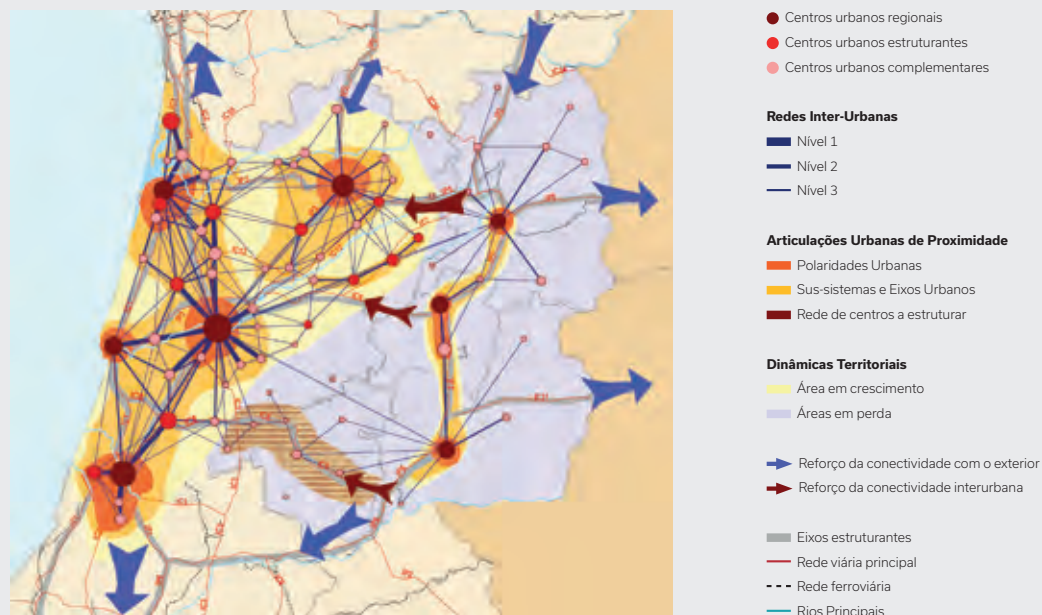 Centros urbanos regionais
Centros urbanos estruturantes
Centros urbanos complementares
Redes Inter-Urbanas
Nível 1
Nível 2
Nível 3
Articulações Urbanas de Proximidade
Polaridades Urbanas
Sus-sistemas e Eixos Urbanos
Rede de centros a estruturar
Dinâmicas Territoriais
Área em crescimento
Áreas em perda
Reforço da conectividade com o exterior
Reforço da conectividade interurbana
Eixos estruturantes
Rede viária principal
Rede ferroviária
Rios Principais